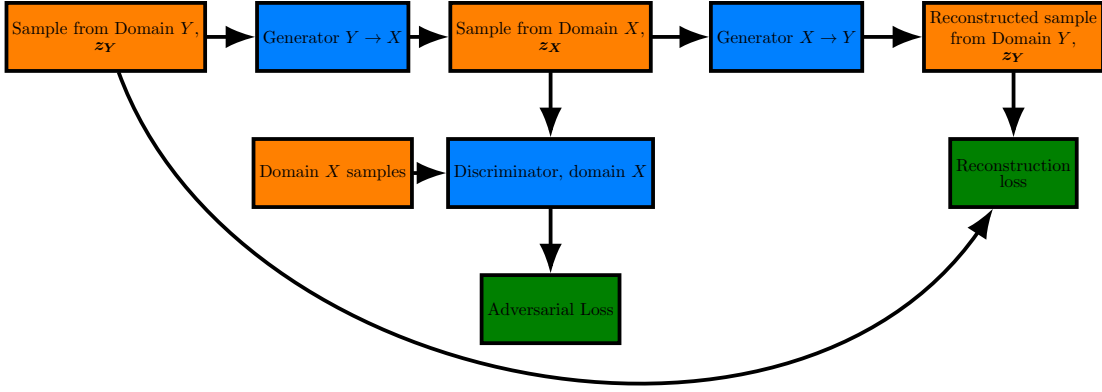 Sample from Domain Y,
z_Y
Generator Y → X
Sample from Domain X,
z_X
Generator X → Y
Reconstructed sample
from Domain Y,
z_Y
Domain X samples
Discriminator, domain X
Reconstruction
loss
Adversarial Loss